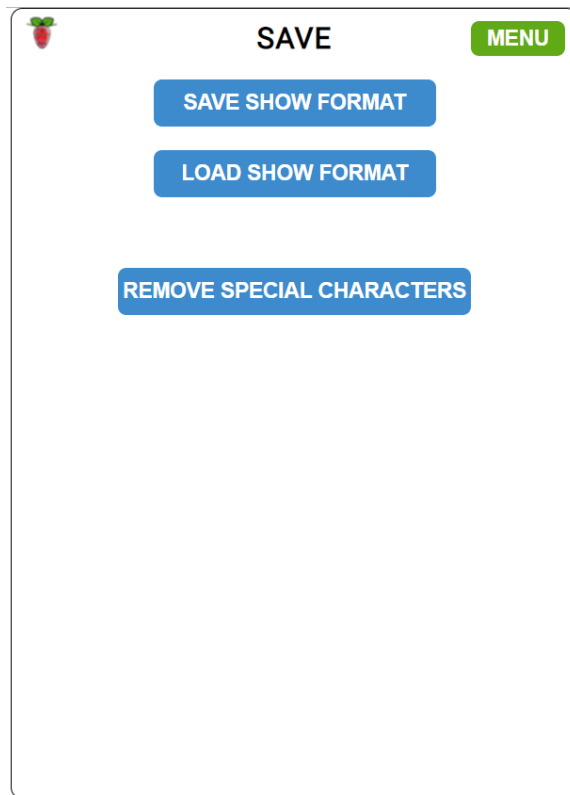 SAVE
MENU
SAVE SHOW FORMAT
LOAD SHOW FORMAT
REMOVE SPECIAL CHARACTERS